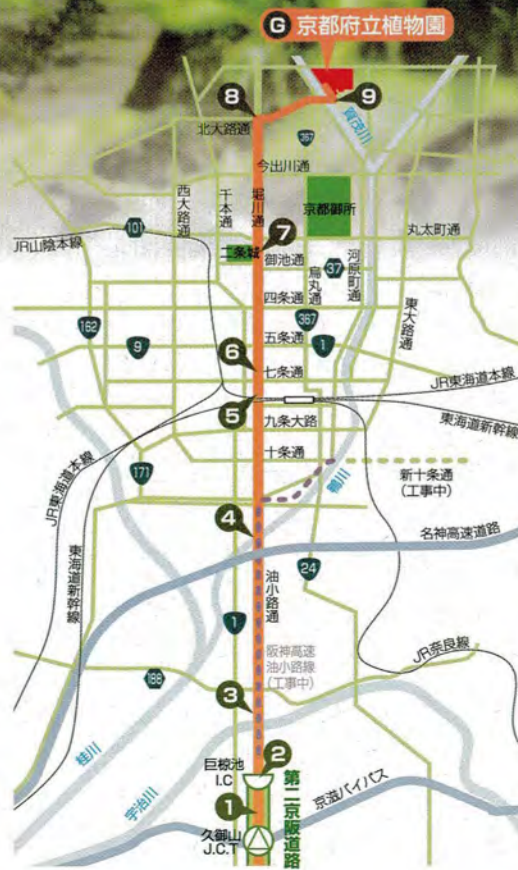 G 京都府立植物園
8
9
北大路通
367
賀茂川
今出川通
西大路通
千本通
堀川通
京都御所
101
JR山陰本線
7
丸太町通
二条城
御池通
烏丸通
37
河原町通
東大路通
四条通
162
9
367
五条通
1
6
七条通
JR東海道本線
5
東海道新幹線
九条大路
十条通
171
鴨川
新十条通
(工事中)
JR東海道本線
東海道新幹線
4
名神高速道路
24
油小路通
1
阪神高速
油小路線
(工事中)
JR奈良線
188
3
桂川
宇治川
2
巨椋池
I.C
第二京阪道路
京滋バイパス
1
久御山
J.C.T